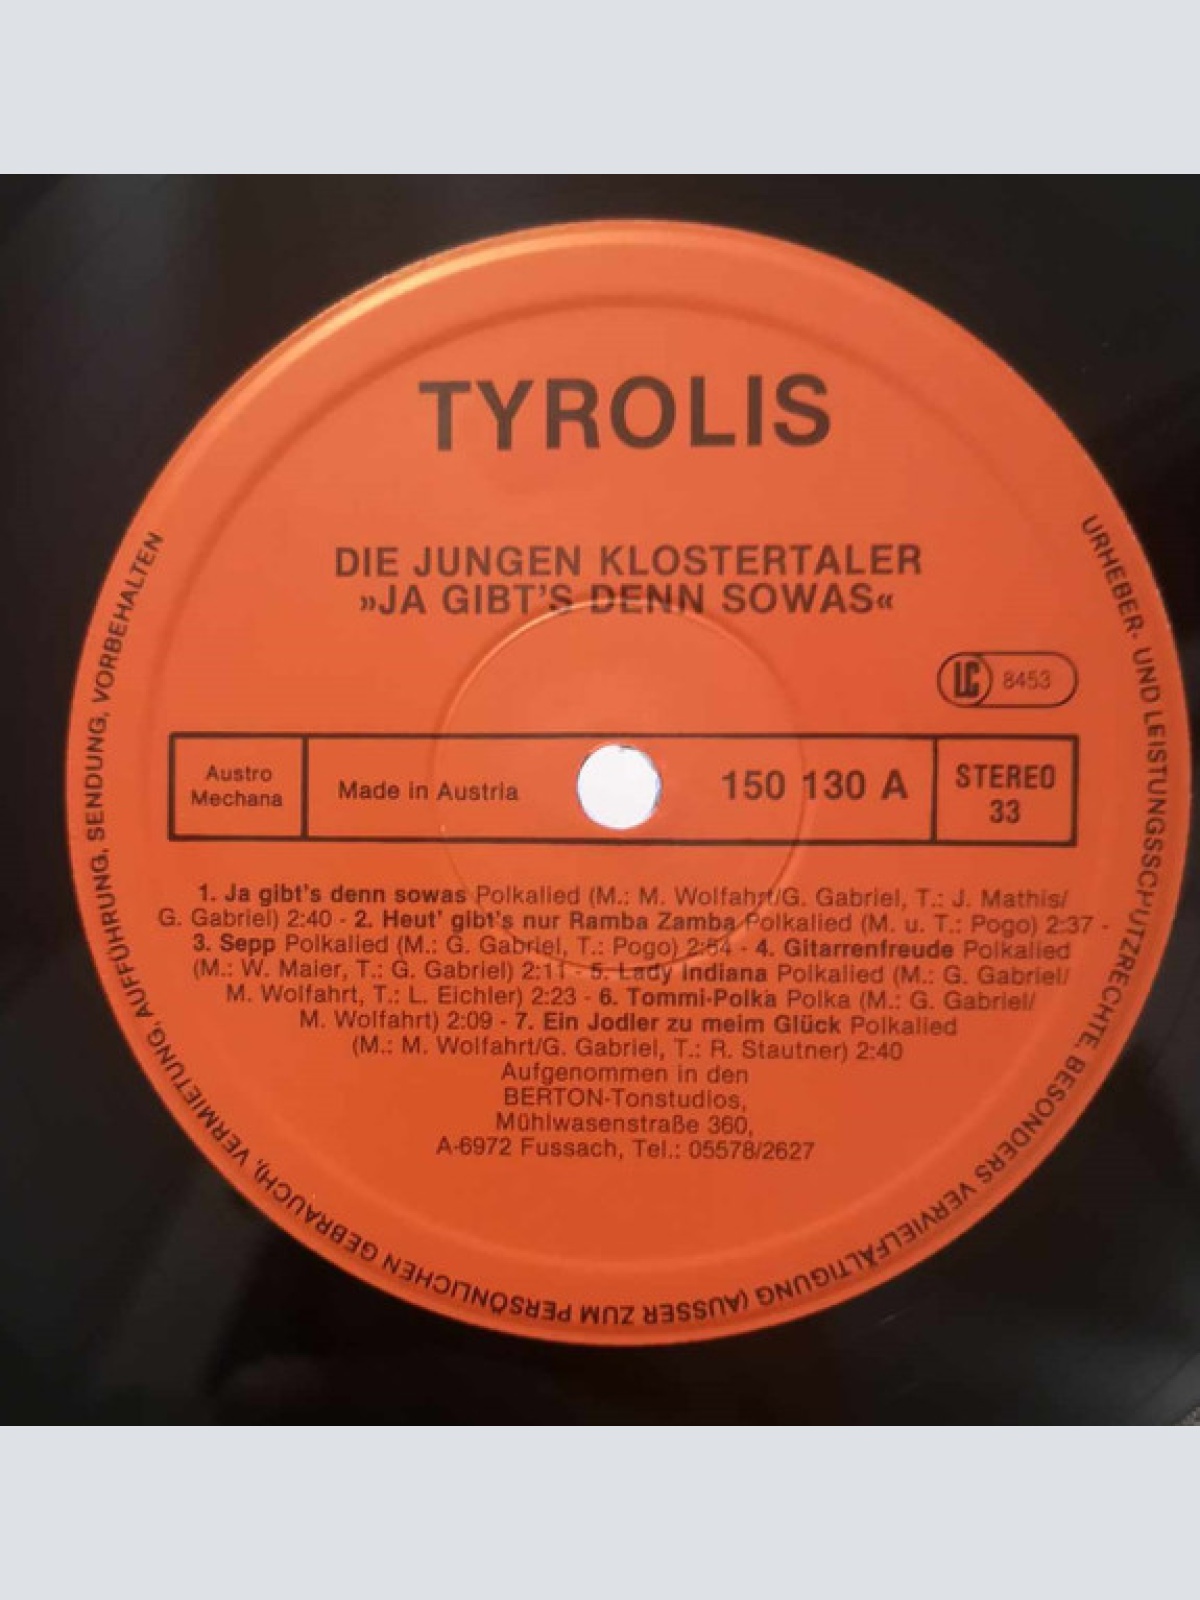 TYROLIS
DIE JUNGEN KLOSTERTALER
»JA GIBT'S DENN SOWAS«
LC 8453
Austro
Mechana
Made in Austria
150 130 A
STEREO
33
1. Ja gibt's denn sowas Polkalied (M.: M. Wolfahrt/G. Gabriel, T.: J. Mathis/
G. Gabriel) 2:40 - 2. Heut' gibt's nur Ramba Zamba Polkalied (M. u. T.: Pogo) 2:37 -
3. Sepp Polkalied (M.: G. Gabriel, T.: Pogo) 2:54 - 4. Gitarrenfreude Polkalied
(M.: W. Maier, T.: G. Gabriel) 2:11 - 5. Lady Indiana Polkalied (M.: G. Gabriel/
M. Wolfahrt, T.: L. Eichler) 2:23 - 6. Tommi-Polka Polka (M.: G. Gabriel/
M. Wolfahrt) 2:09 - 7. Ein Jodler zu meim Glück Polkalied
(M.: M. Wolfahrt/G. Gabriel, T.: R. Stautner) 2:40
Aufgenommen in den
BERTON-Tonstudios,
Mühlwasenstraße 360,
A-6972 Fussach, Tel.: 05578/2627
URHEBER- UND LEISTUNGSSCHUTZRECHTE, BESONDERS VERVIELFÄLTIGUNG (AUSSER ZUM PERSÖNLICHEN GEBRAUCH), VERMIETUNG, AUFFÜHRUNG, SENDUNG, VORBEHALTEN